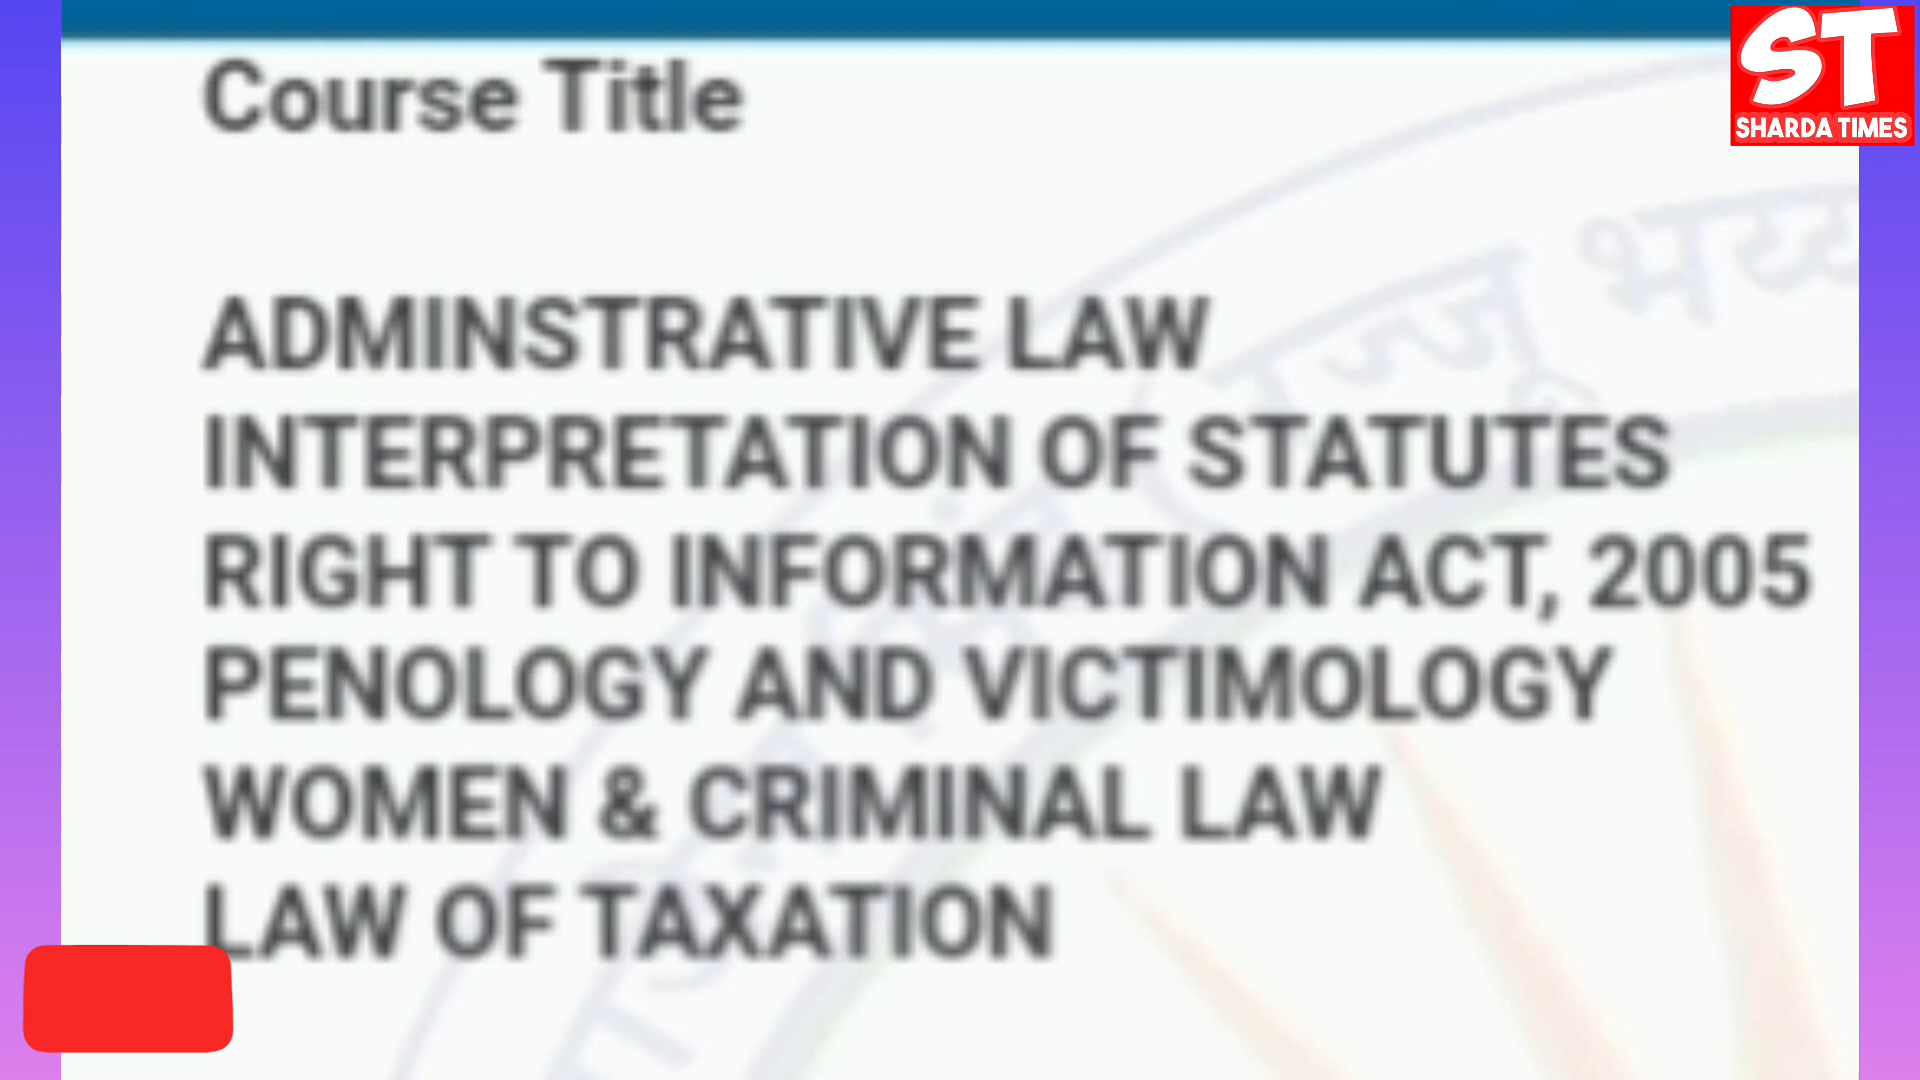 ST
SHARDA TIMES
Course Title
ADMINSTRATIVE LAW
INTERPRETATION OF STATUTES
RIGHT TO INFORMATION ACT, 2005
PENOLOGY AND VICTIMOLOGY
WOMEN & CRIMINAL LAW
LAW OF TAXATION
रज्जू